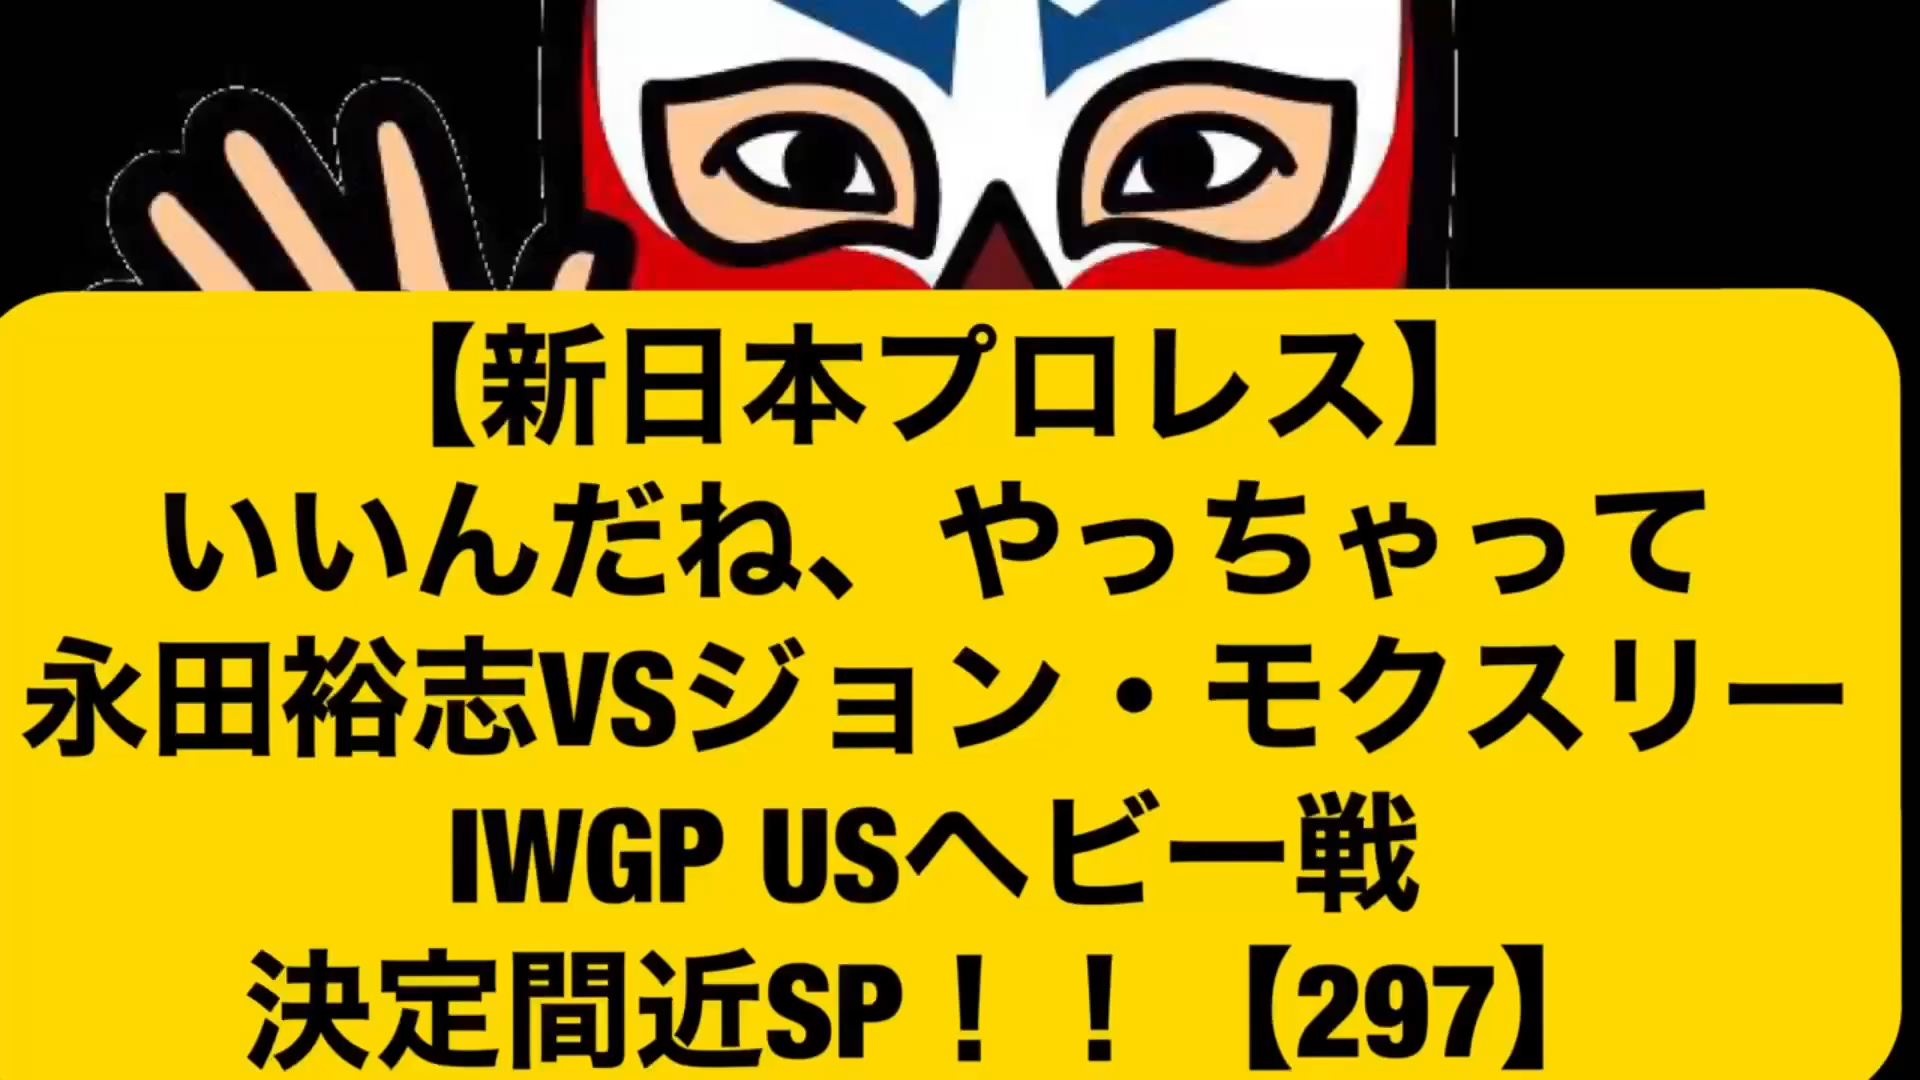 【新日本プロレス】
いいんだね、やっちゃって
永田裕志VSジョン・モクスリー
IWGP USヘビー戦
決定間近SP！！【297】